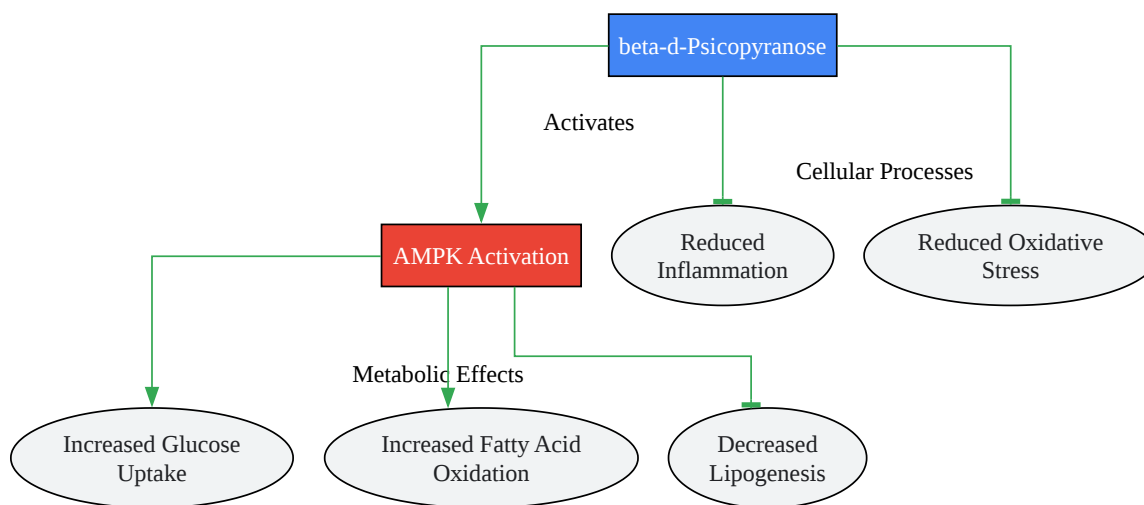 beta-d-Psicopyranose
Activates
Cellular Processes
Reduced
Inflammation
Reduced Oxidative
Stress
AMPK Activation
Metabolic Effects
Increased Glucose
Uptake
Increased Fatty Acid
Oxidation
Decreased
Lipogenesis